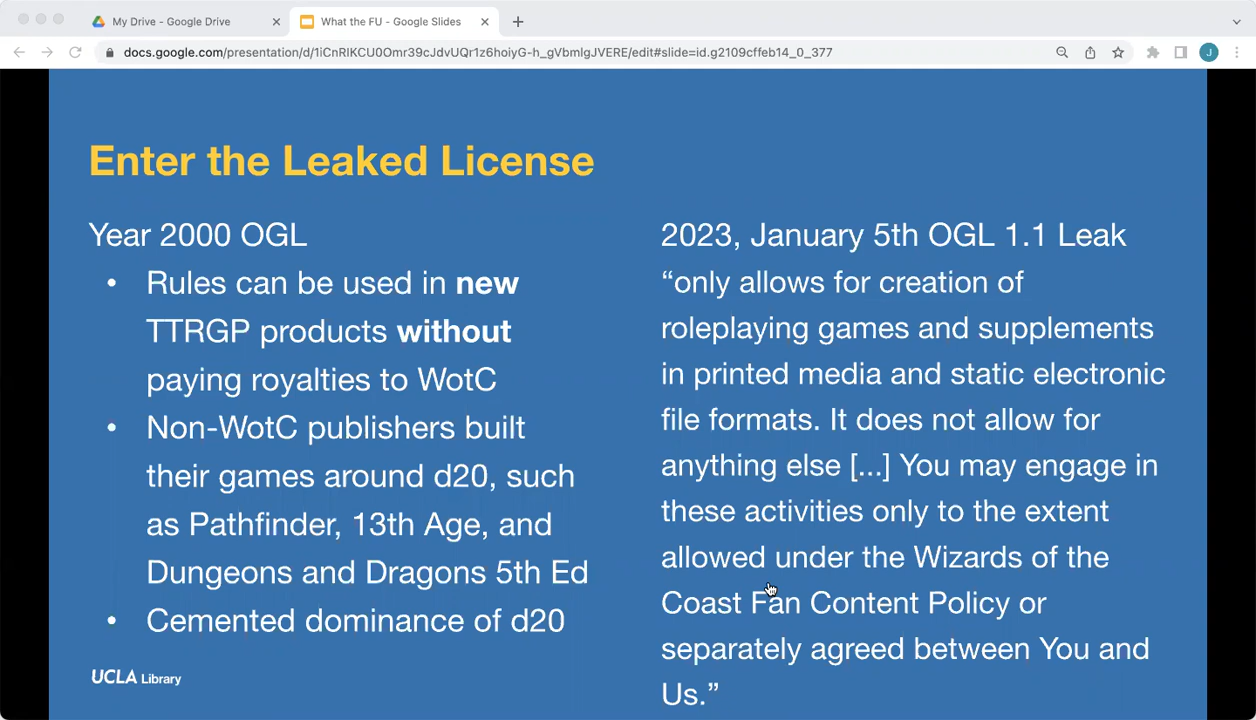 My Drive - Google Drive
What the FU - Google Slides
docs.google.com/presentation/d/1iCnRlKCU0Omr39cJdvUQr1z6hoiyG-h_gVbmlgJVERE/edit#slide=id.g2109cffeb14_0_377
J
Enter the Leaked License
Year 2000 OGL
• Rules can be used in new
TTRGP products without
paying royalties to WotC
• Non-WotC publishers built
their games around d20, such
as Pathfinder, 13th Age, and
Dungeons and Dragons 5th Ed
• Cemented dominance of d20
2023, January 5th OGL 1.1 Leak
“only allows for creation of
roleplaying games and supplements
in printed media and static electronic
file formats. It does not allow for
anything else [...] You may engage in
these activities only to the extent
allowed under the Wizards of the
Coast Fan Content Policy or
separately agreed between You and
Us.”
UCLA Library